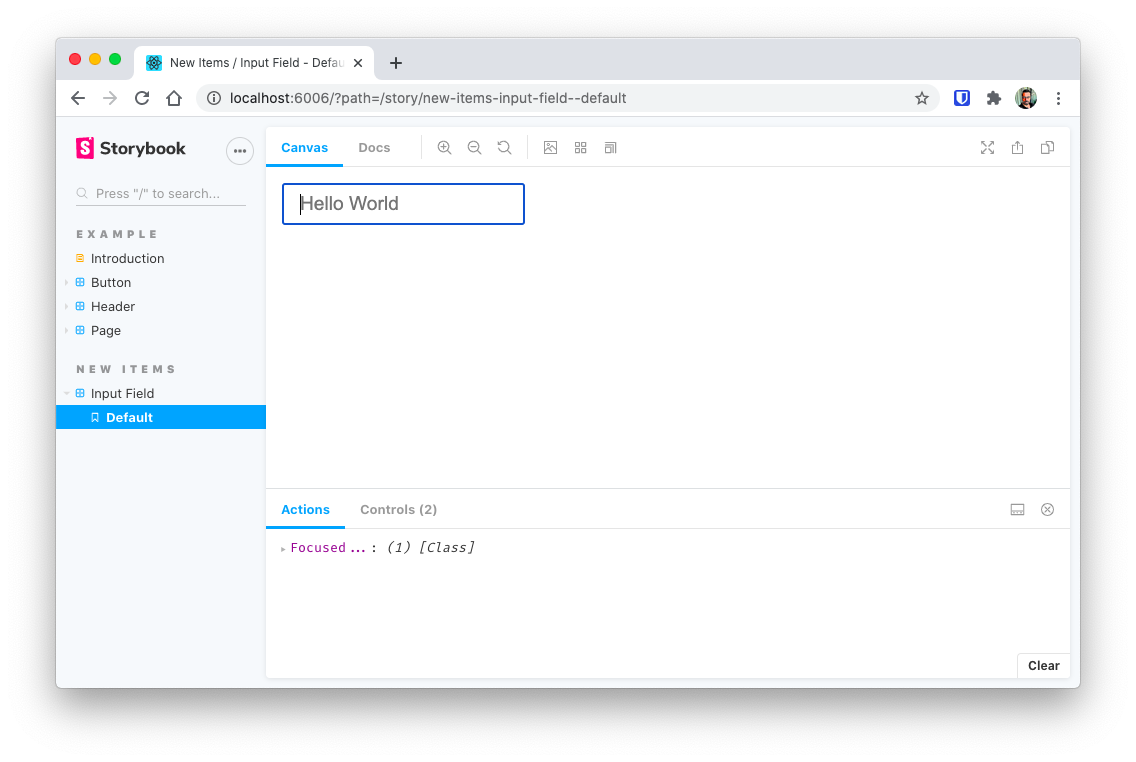 New Items / Input Field - Defau
localhost:6006/?path=/story/new-items-input-field--default
Storybook
Canvas Docs
Press "/" to search...
Hello World
EXAMPLE
Introduction
Button
Header
Page
NEW ITEMS
Input Field
Default
Actions Controls (2)
Focused...: (1) [Class]
Clear